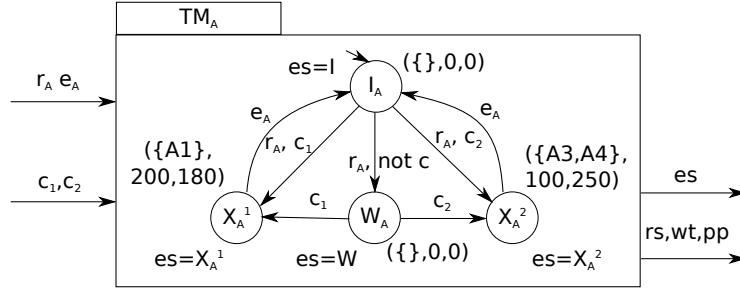 TM_A
es=I
({},0,0)
I_A
r_A e_A
e_A
e_A
r_A, c_1
r_A, c_2
({A1},
200,180)
r_A, not c
({A3,A4},
100,250)
c_1,c_2
es
c_1
c_2
X_A^1
W_A
X_A^2
rs,wt,pp
({},0,0)
es=X_A^1
es=W
es=X_A^2